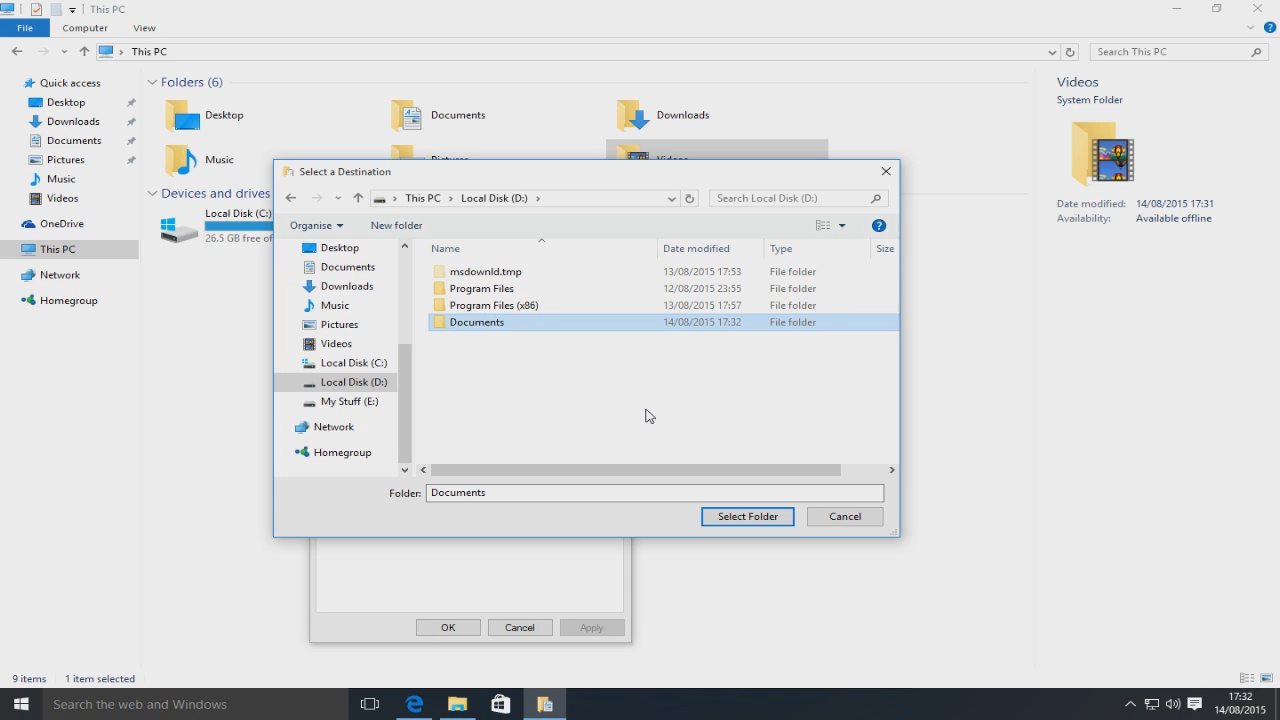 This PC
File
Computer
View
This PC
Search This PC
Quick access
Desktop
Downloads
Documents
Pictures
Music
Videos
OneDrive
This PC
Network
Homegroup
Folders (6)
Desktop
Documents
Downloads
Music
Pictures
Videos
Devices and drives
Local Disk (C:)
26.5 GB free of
Videos
System Folder
Date modified: 14/08/2015 17:31
Availability: Available offline
Select a Destination
This PC
Local Disk (D:)
Search Local Disk (D:)
Organise
New folder
Desktop
Documents
Downloads
Music
Pictures
Videos
Local Disk (C:)
Local Disk (D:)
My Stuff (E:)
Network
Homegroup
Name Date modified Type Size
msdownld.tmp 13/08/2015 17:53 File folder
Program Files 12/08/2015 23:55 File folder
Program Files (x86) 13/08/2015 17:57 File folder
Documents 14/08/2015 17:32 File folder
Folder: Documents
Select Folder
Cancel
OK
Cancel
Apply
9 items
1 item selected
Search the web and Windows
17:32
14/08/2015